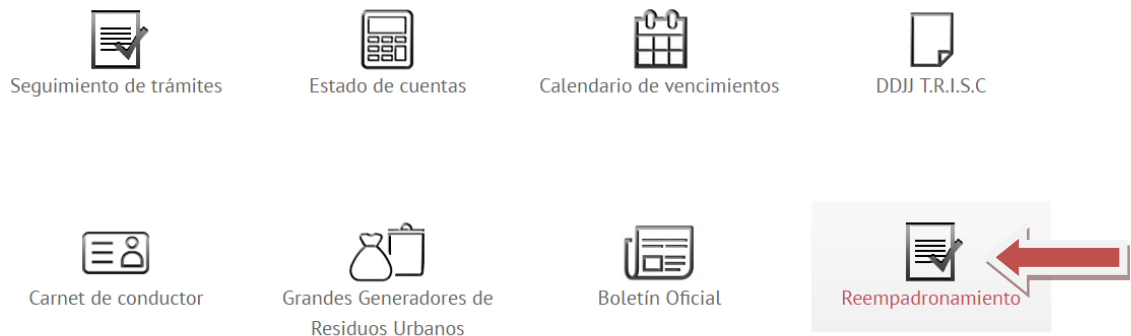 Seguimiento de trámites
Estado de cuentas
Calendario de vencimientos
DDJJ T.R.I.S.C
Carnet de conductor
Grandes Generadores de
Residuos Urbanos
Boletín Oficial
Reempadronamiento